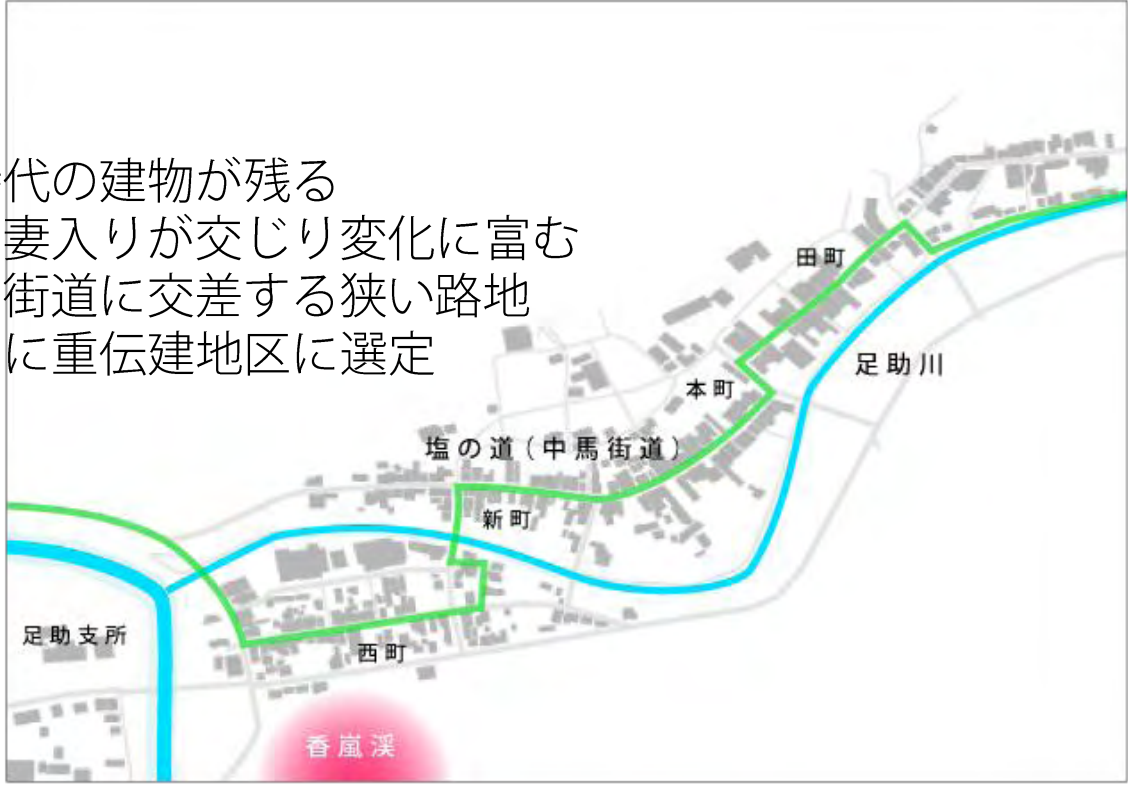 代の建物が残る
妻入りが交じり変化に富む
街道に交差する狭い路地
に重伝建地区に選定
田町
足助川
本町
塩の道(中馬街道)
新町
足助支所
西町
香嵐渓